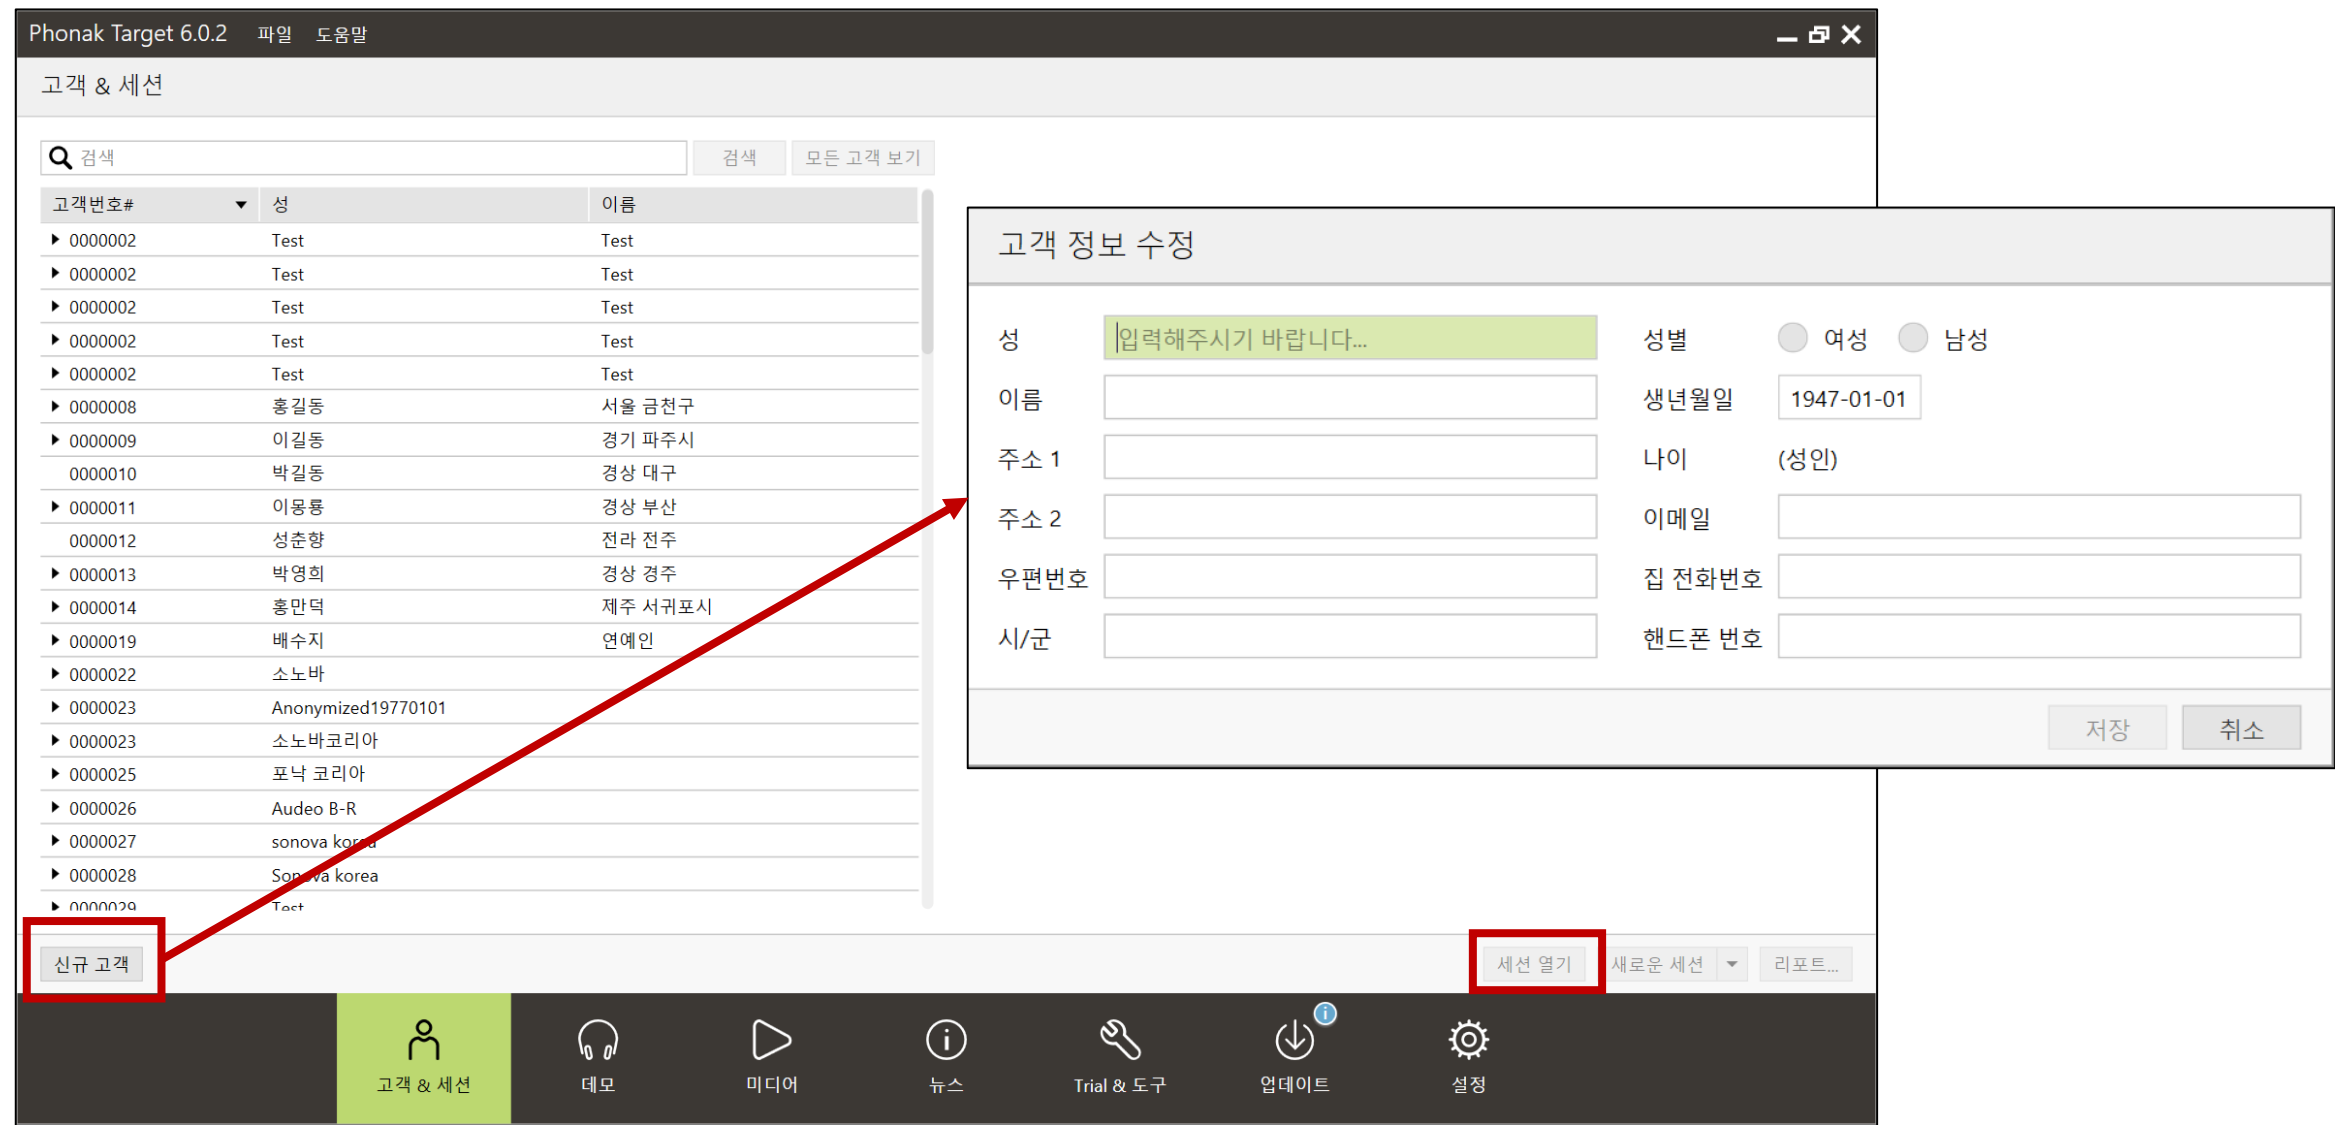 Phonak Target 6.0.2 파일 도움말
고객 & 세션
검색 검색 모든 고객 보기
고객번호# 성 이름
0000002 Test Test
0000002 Test Test
0000002 Test Test
0000002 Test Test
0000002 Test Test
0000008 홍길동 서울 금천구
0000009 이길동 경기 파주시
0000010 박길동 경상 대구
0000011 이몽룡 경상 부산
0000012 성춘향 전라 전주
0000013 박영희 경상 경주
0000014 홍만덕 제주 서귀포시
0000019 배수지 연예인
0000022 소노바
0000023 Anonymized19770101
0000023 소노바코리아
0000025 포낙 코리아
0000026 Audeo B-R
0000027 sonova korea
0000028 Sonova korea
0000029 Test
고객 정보 수정
성 입력해주시기 바랍니다... 성별 여성 남성
이름 생년월일 1947-01-01
주소 1 나이 (성인)
주소 2 이메일
우편번호 집 전화번호
시/군 핸드폰 번호
저장 취소
신규 고객 세션 열기 새로운 세션 리포트...
고객 & 세션 데모 미디어 뉴스 Trial & 도구 업데이트 설정